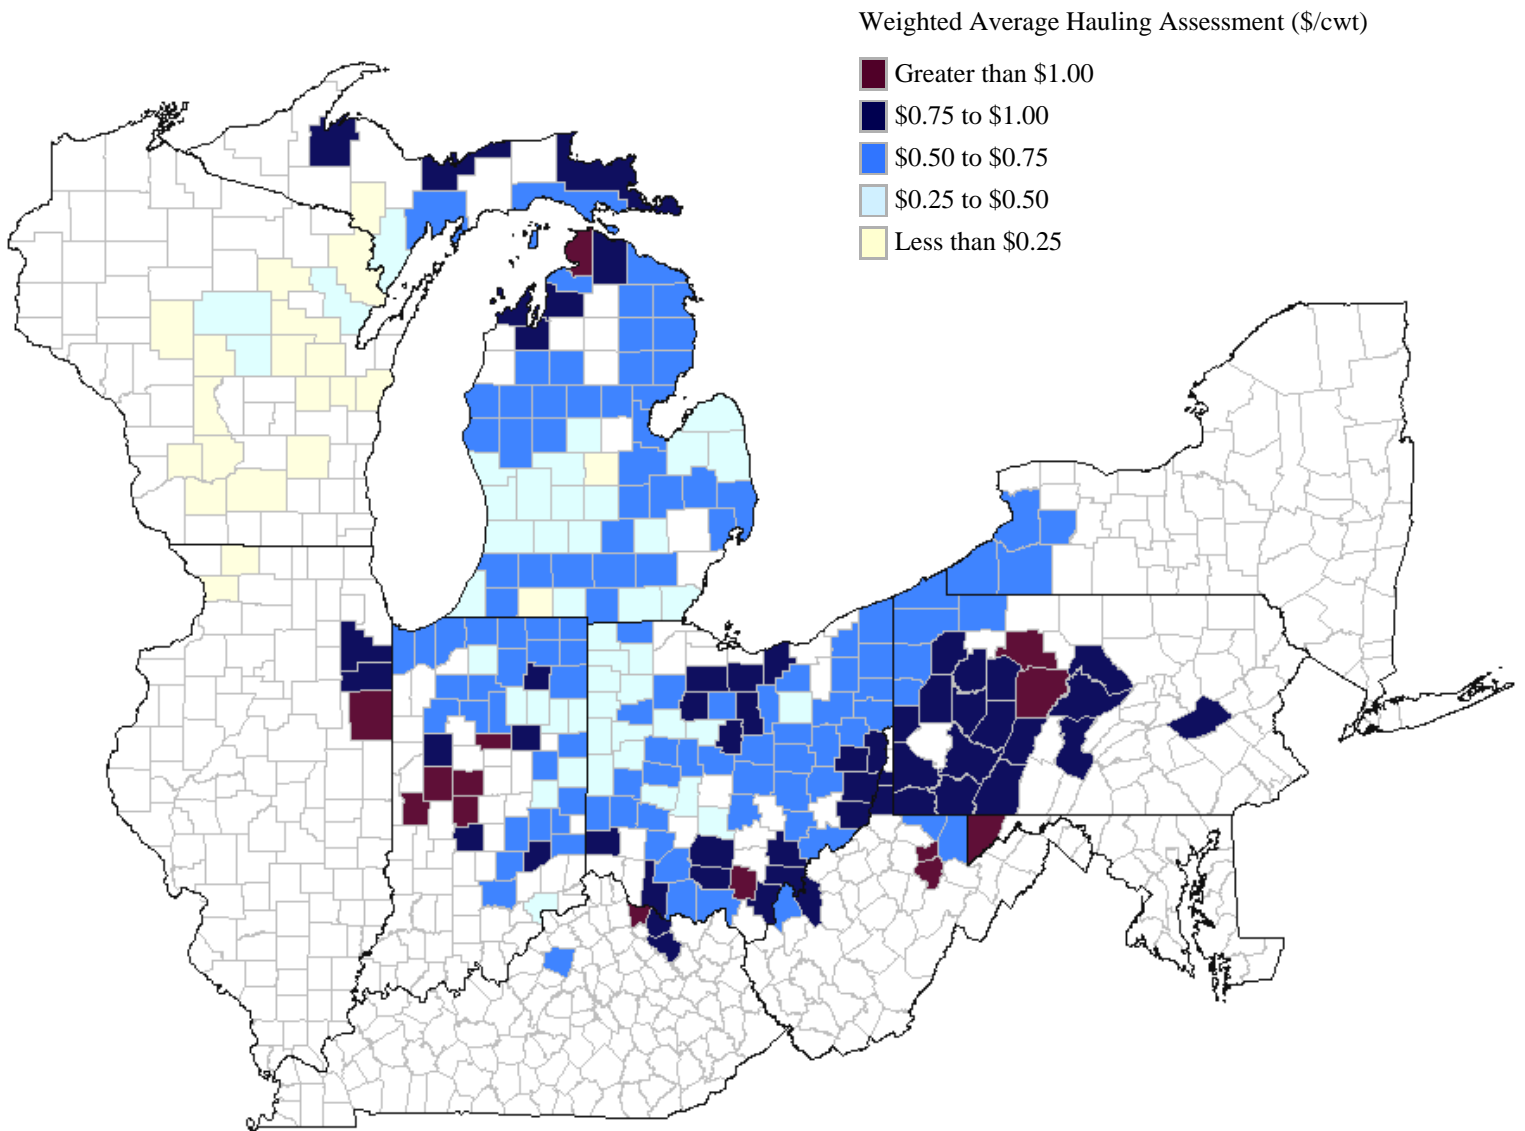 Weighted Average Hauling Assessment ($/cwt)
Greater than $1.00
$0.75 to $1.00
$0.50 to $0.75
$0.25 to $0.50
Less than $0.25